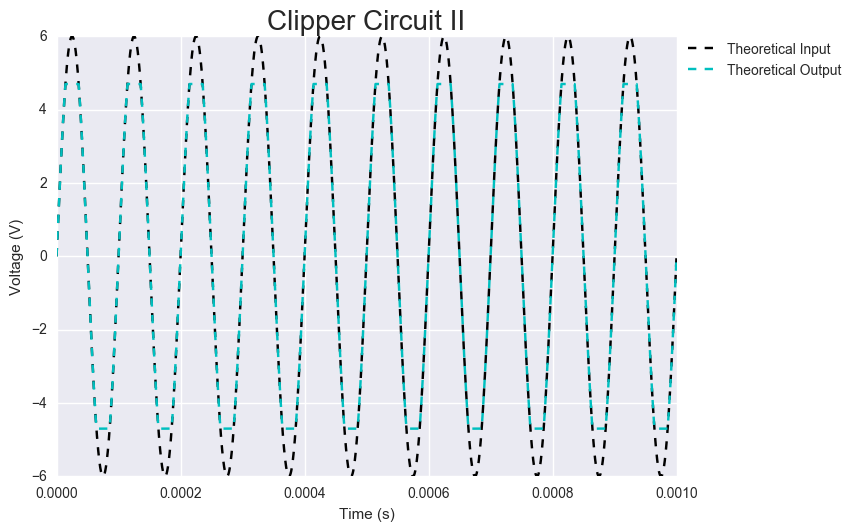 Clipper Circuit II
Theoretical Input
Theoretical Output
Voltage (V)
6
4
2
0
−2
−4
−6
0.0000 0.0002 0.0004 0.0006 0.0008 0.0010
Time (s)